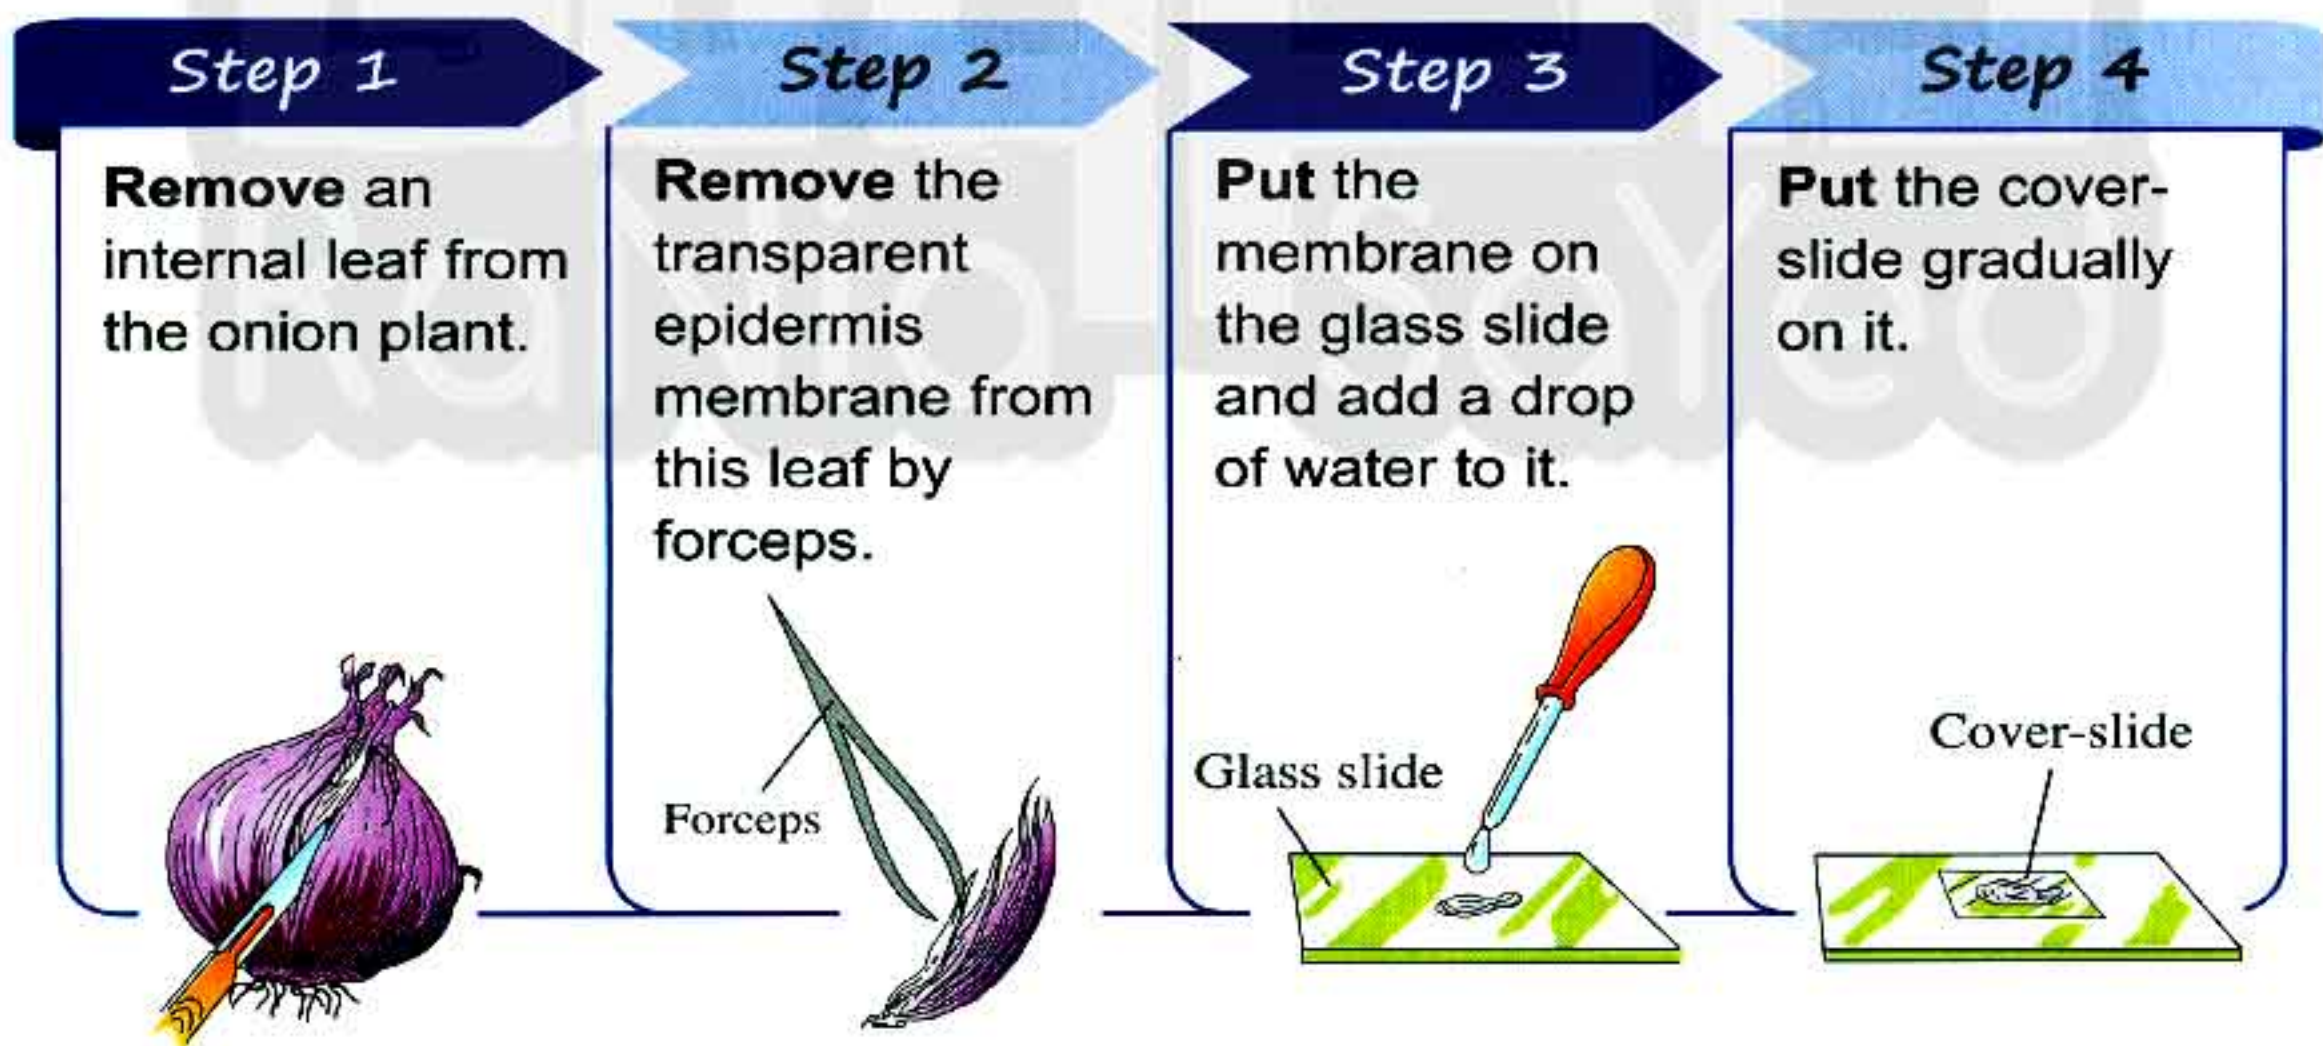 Step 1
Remove an
internal leaf from
the onion plant.
Step 2
Remove the
transparent
epidermis
membrane from
this leaf by
forceps.
Forceps
Step 3
Put the
membrane on
the glass slide
and add a drop
of water to it.
Glass slide
Step 4
Put the cover-
slide gradually
on it.
Cover-slide
RaNia SaYed